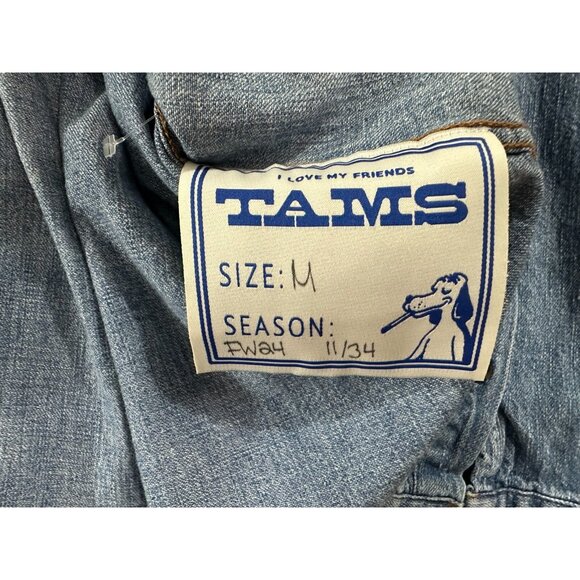 I LOVE MY FRIENDS
TAMS
SIZE: M
SEASON:
FW24 11/34